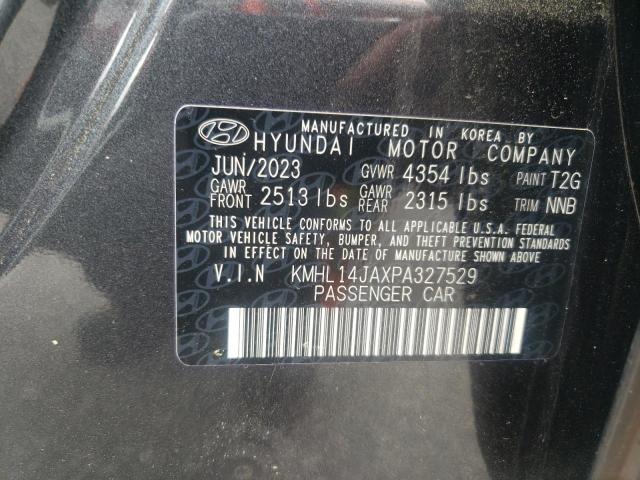 MANUFACTURED IN KOREA BY
HYUNDAI MOTOR COMPANY
JUN/2023 GVWR 4354 lbs PAINT T2G
GAWR FRONT 2513 lbs GAWR REAR 2315 lbs TRIM NNB
THIS VEHICLE CONFORMS TO ALL APPLICABLE U.S.A. FEDERAL
MOTOR VEHICLE SAFETY, BUMPER, AND THEFT PREVENTION STANDARDS
IN EFFECT ON THE DATE OF MANUFACTURE SHOWN ABOVE
V.I.N KMHL14JAXPA327529
PASSENGER CAR